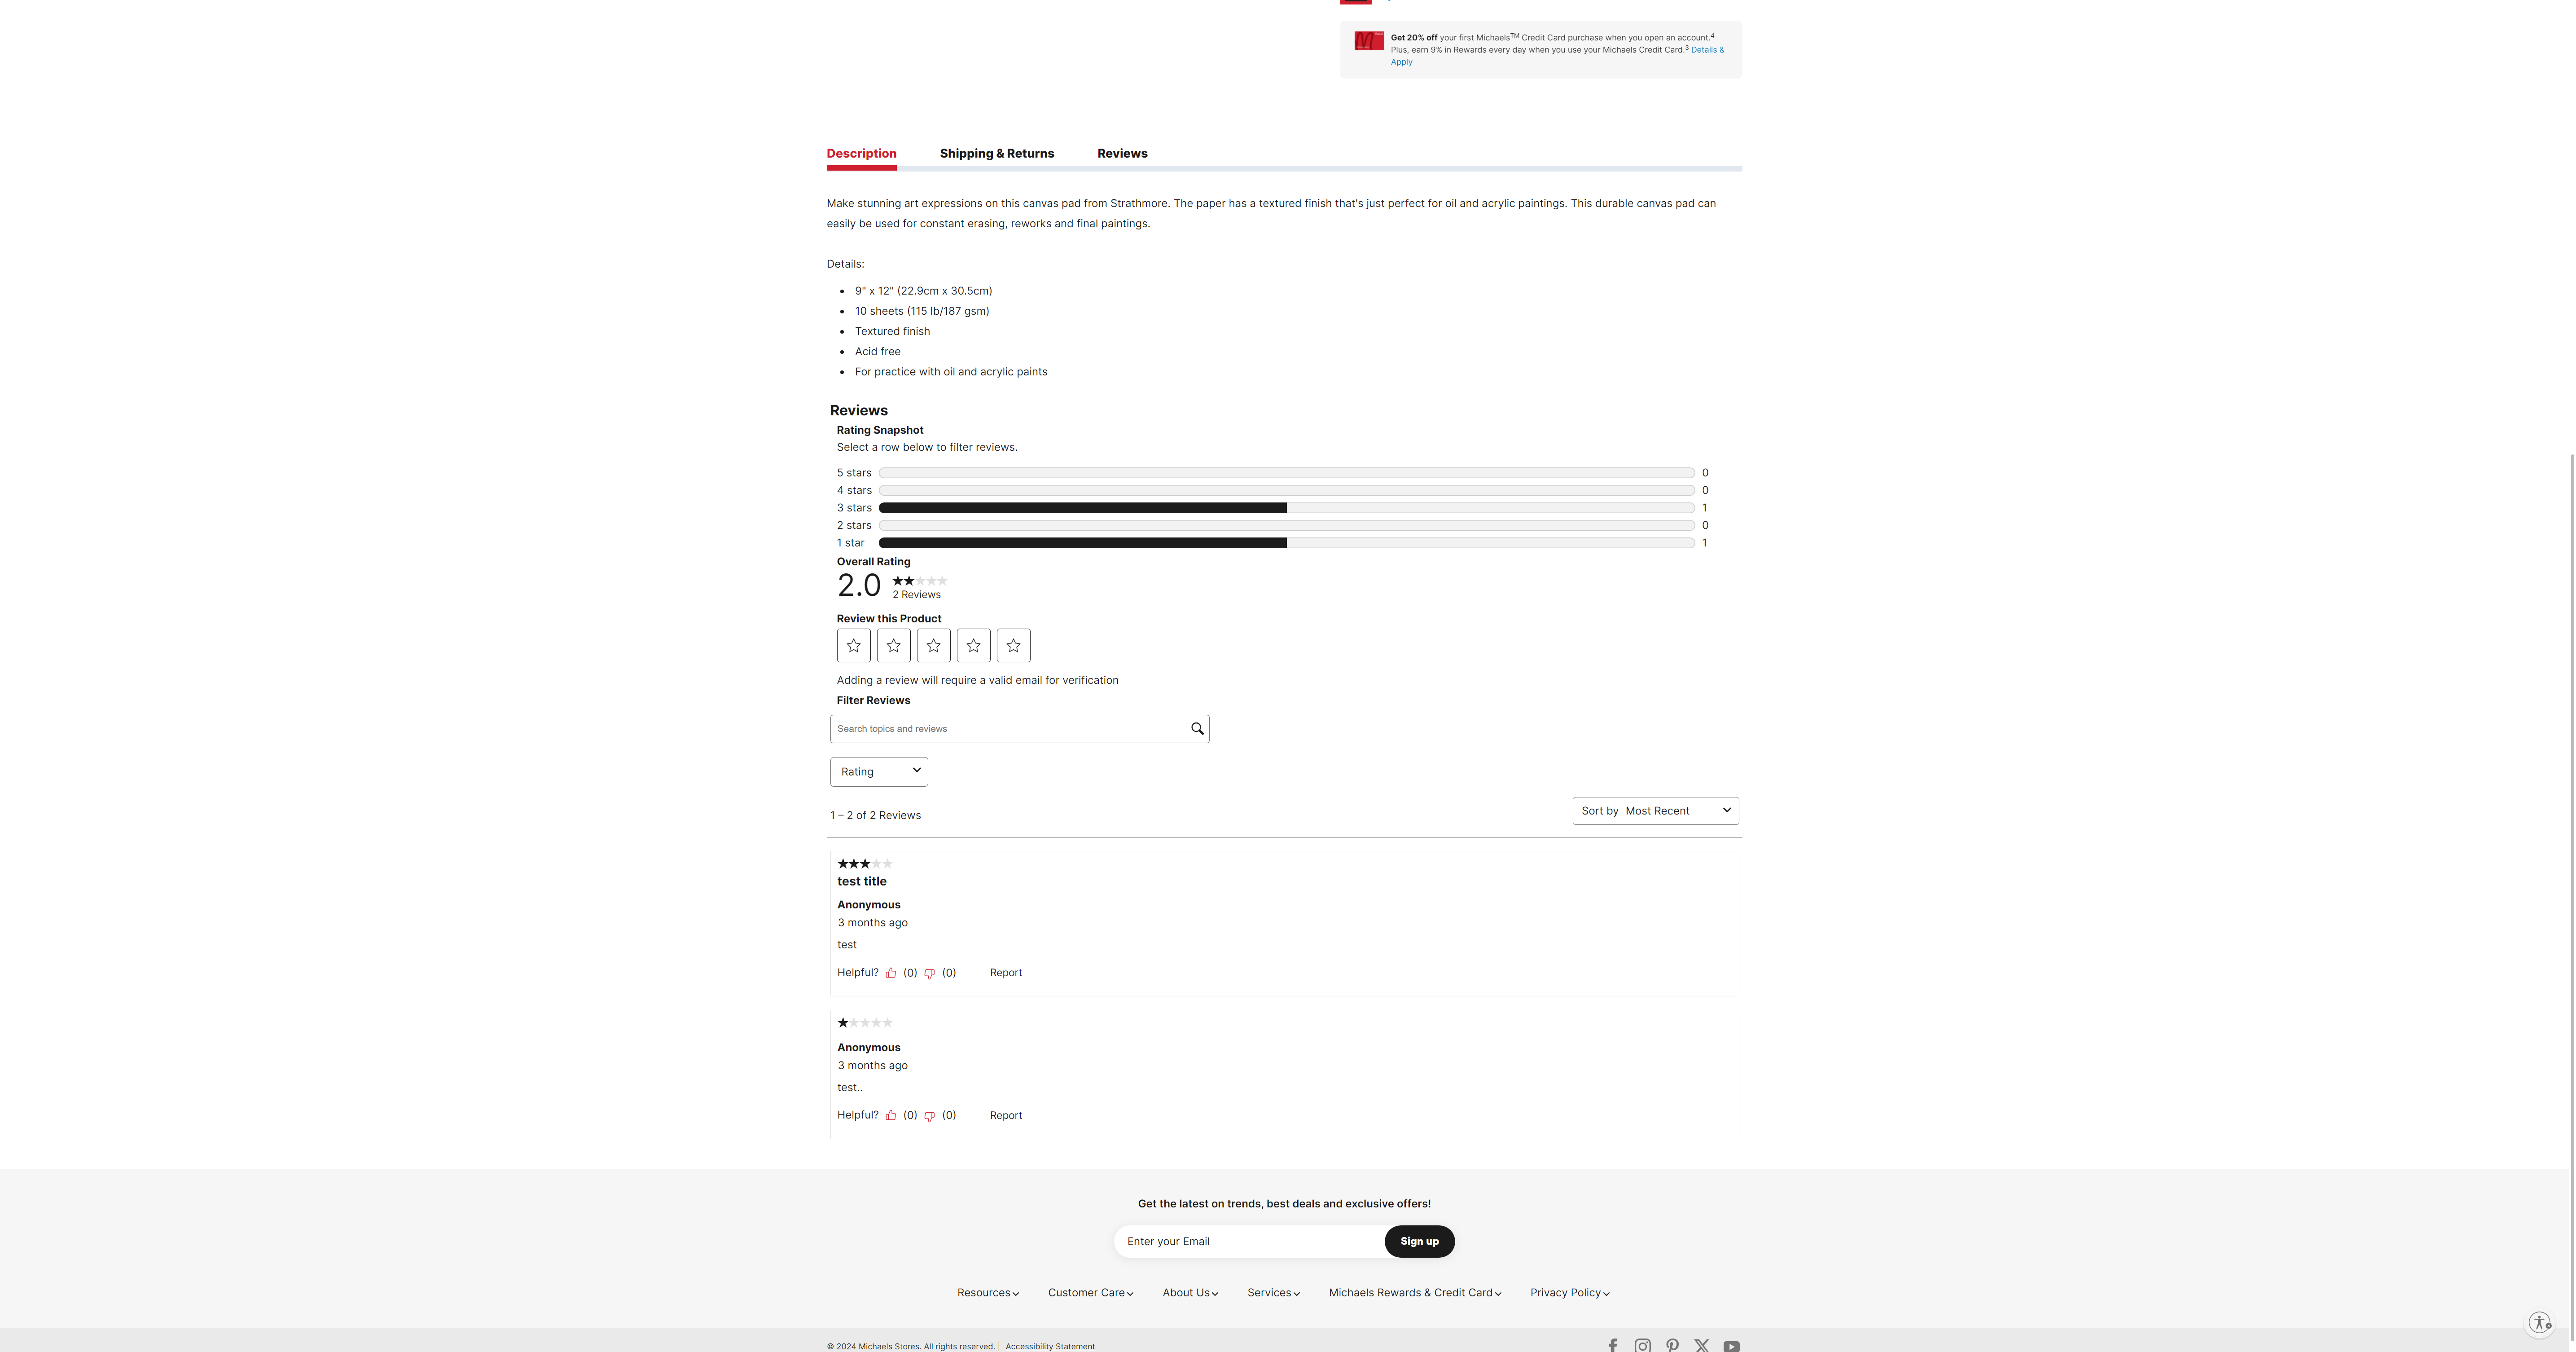 Get 20% off your first Michaels™ Credit Card purchase when you open an account.⁴
Plus, earn 9% in Rewards every day when you use your Michaels Credit Card.³ Details &
Apply
Description Shipping & Returns Reviews
Make stunning art expressions on this canvas pad from Strathmore. The paper has a textured finish that's just perfect for oil and acrylic paintings. This durable canvas pad can
easily be used for constant erasing, reworks and final paintings.
Details:
• 9" x 12" (22.9cm x 30.5cm)
• 10 sheets (115 lb/187 gsm)
• Textured finish
• Acid free
• For practice with oil and acrylic paints
Reviews
Rating Snapshot
Select a row below to filter reviews.
5 stars 0
4 stars 0
3 stars 1
2 stars 0
1 star 1
Overall Rating
2.0
2 Reviews
Review this Product
Adding a review will require a valid email for verification
Filter Reviews
Search topics and reviews
Rating
1 – 2 of 2 Reviews
Sort by Most Recent
test title
Anonymous
3 months ago
test
Helpful? (0) (0) Report
Anonymous
3 months ago
test..
Helpful? (0) (0) Report
Get the latest on trends, best deals and exclusive offers!
Enter your Email Sign up
Resources Customer Care About Us Services Michaels Rewards & Credit Card Privacy Policy
© 2024 Michaels Stores. All rights reserved. | Accessibility Statement